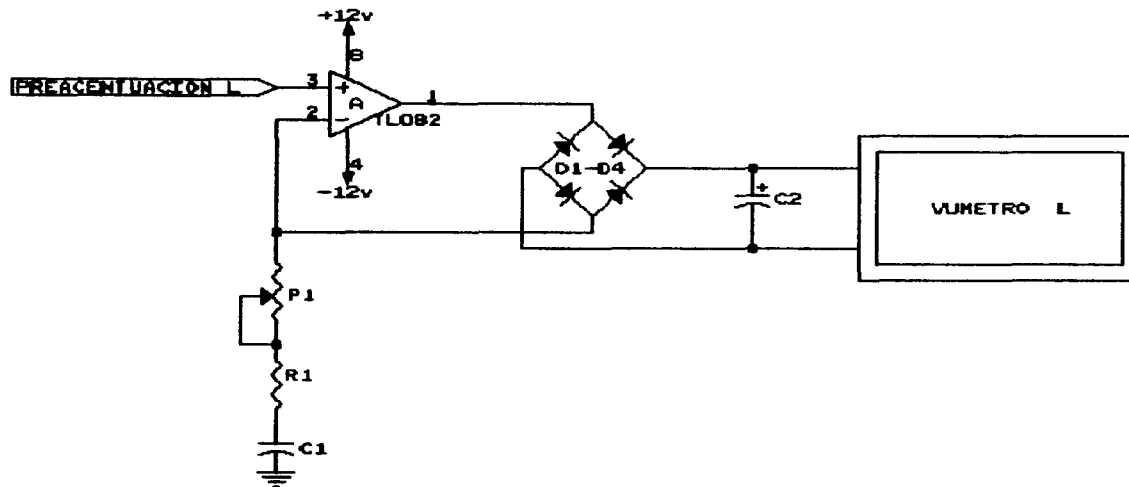 +12v
8
PREACENTUACION L
3
+
A
1
2
-
TL082
4
-12v
D1-D4
+
C2
VUMETRO L
P1
R1
C1